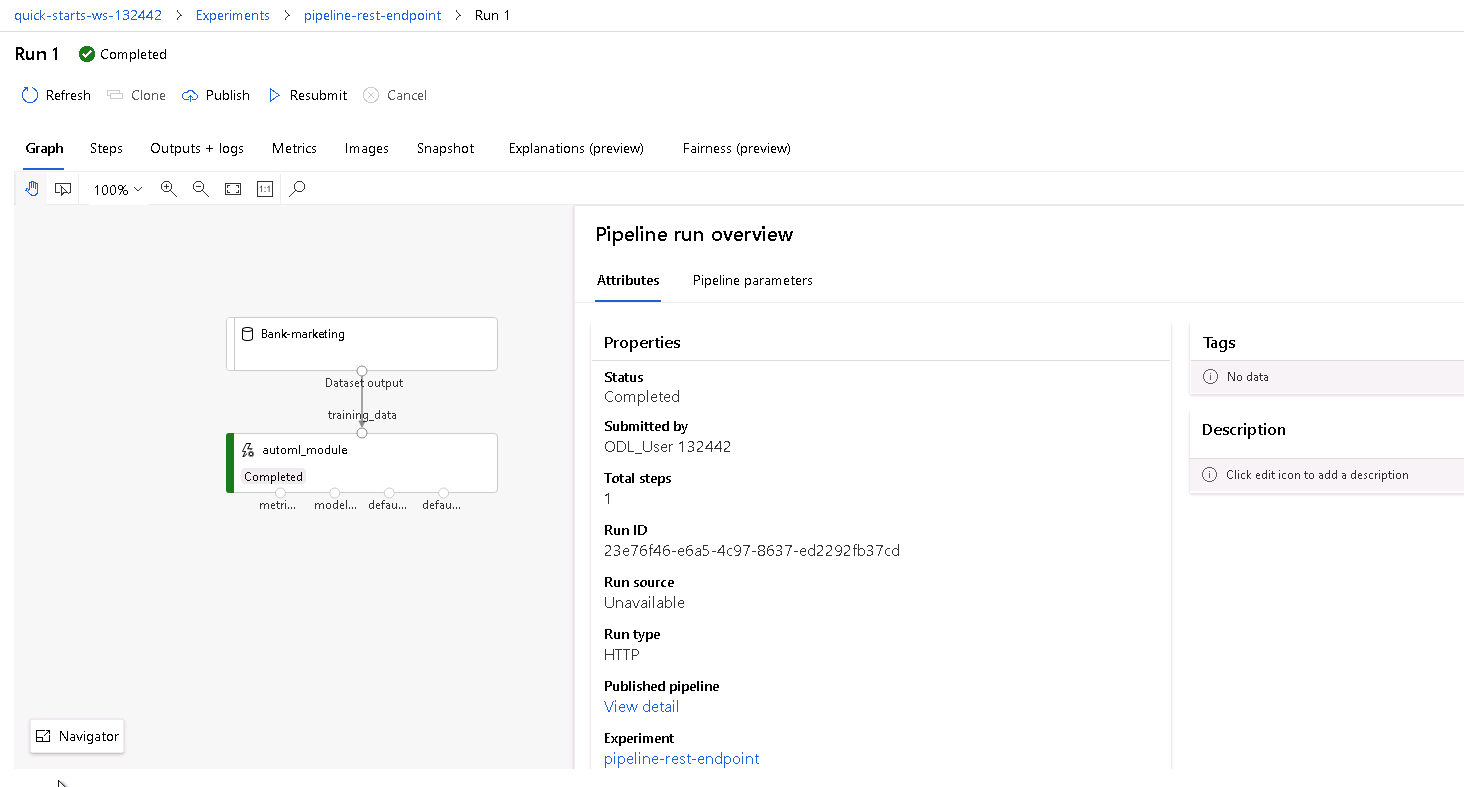 quick-starts-ws-132442 > Experiments > pipeline-rest-endpoint > Run 1
Run 1 Completed
Refresh Clone Publish Resubmit Cancel
Graph Steps Outputs + logs Metrics Images Snapshot Explanations (preview) Fairness (preview)
100% 1:1
Bank-marketing
Dataset output
training_data
automl_module
Completed
metri... model... defau... defau...
Navigator
Pipeline run overview
Attributes Pipeline parameters
Properties
Status
Completed
Submitted by
ODL_User 132442
Total steps
1
Run ID
23e76f46-e6a5-4c97-8637-ed2292fb37cd
Run source
Unavailable
Run type
HTTP
Published pipeline
View detail
Experiment
pipeline-rest-endpoint
Tags
No data
Description
Click edit icon to add a description